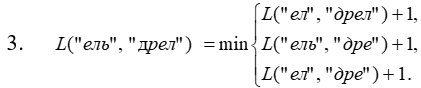 L("ел", "дрел") + 1,
3. L("ель", "дрел") = min{ L("ель", "дре") + 1,
L("ел", "дре") + 1.